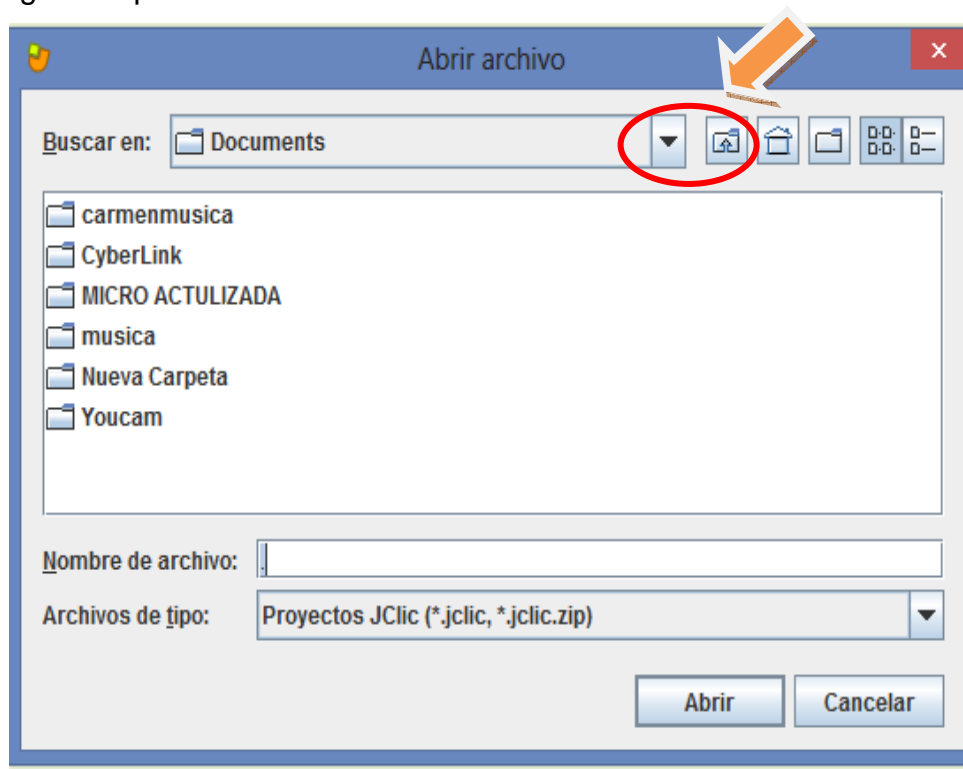 Abrir archivo
Buscar en: Documents
carmenmusica
CyberLink
MICRO ACTULIZADA
musica
Nueva Carpeta
Youcam
Nombre de archivo: .
Archivos de tipo: Proyectos JClic (*.jclic, *.jclic.zip)
Abrir Cancelar